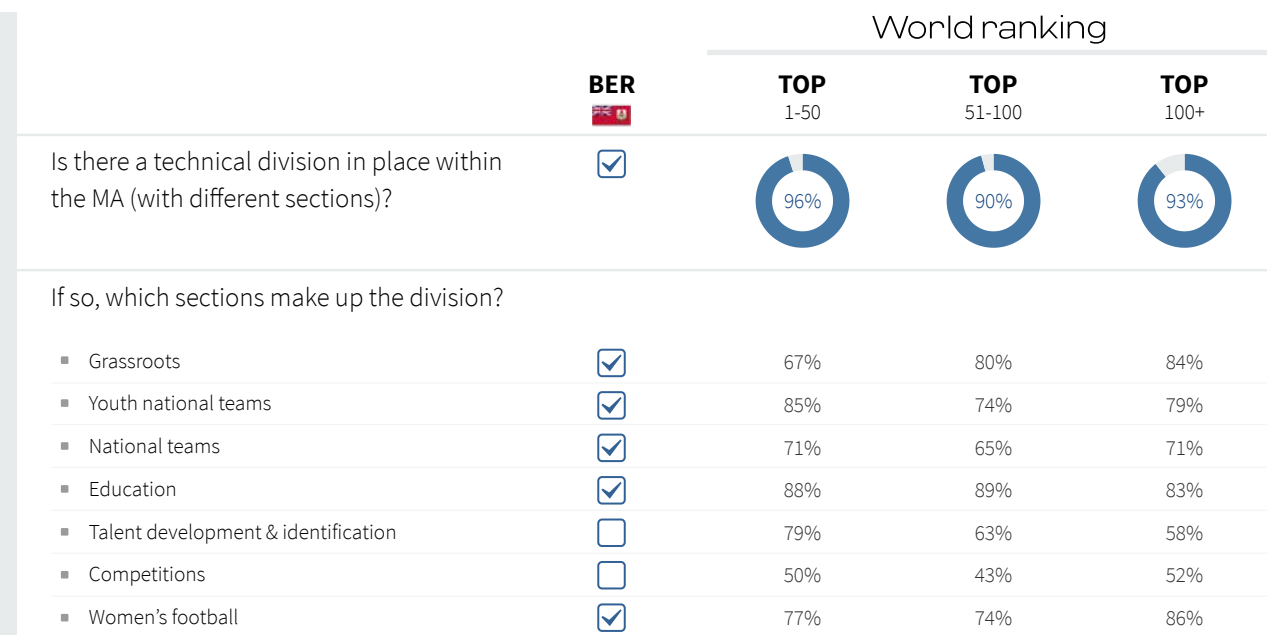 World ranking
BER TOP TOP TOP
1-50 51-100 100+
Is there a technical division in place within
the MA (with different sections)?
96% 90% 93%
If so, which sections make up the division?
Grassroots 67% 80% 84%
Youth national teams 85% 74% 79%
National teams 71% 65% 71%
Education 88% 89% 83%
Talent development & identification 79% 63% 58%
Competitions 50% 43% 52%
Women’s football 77% 74% 86%